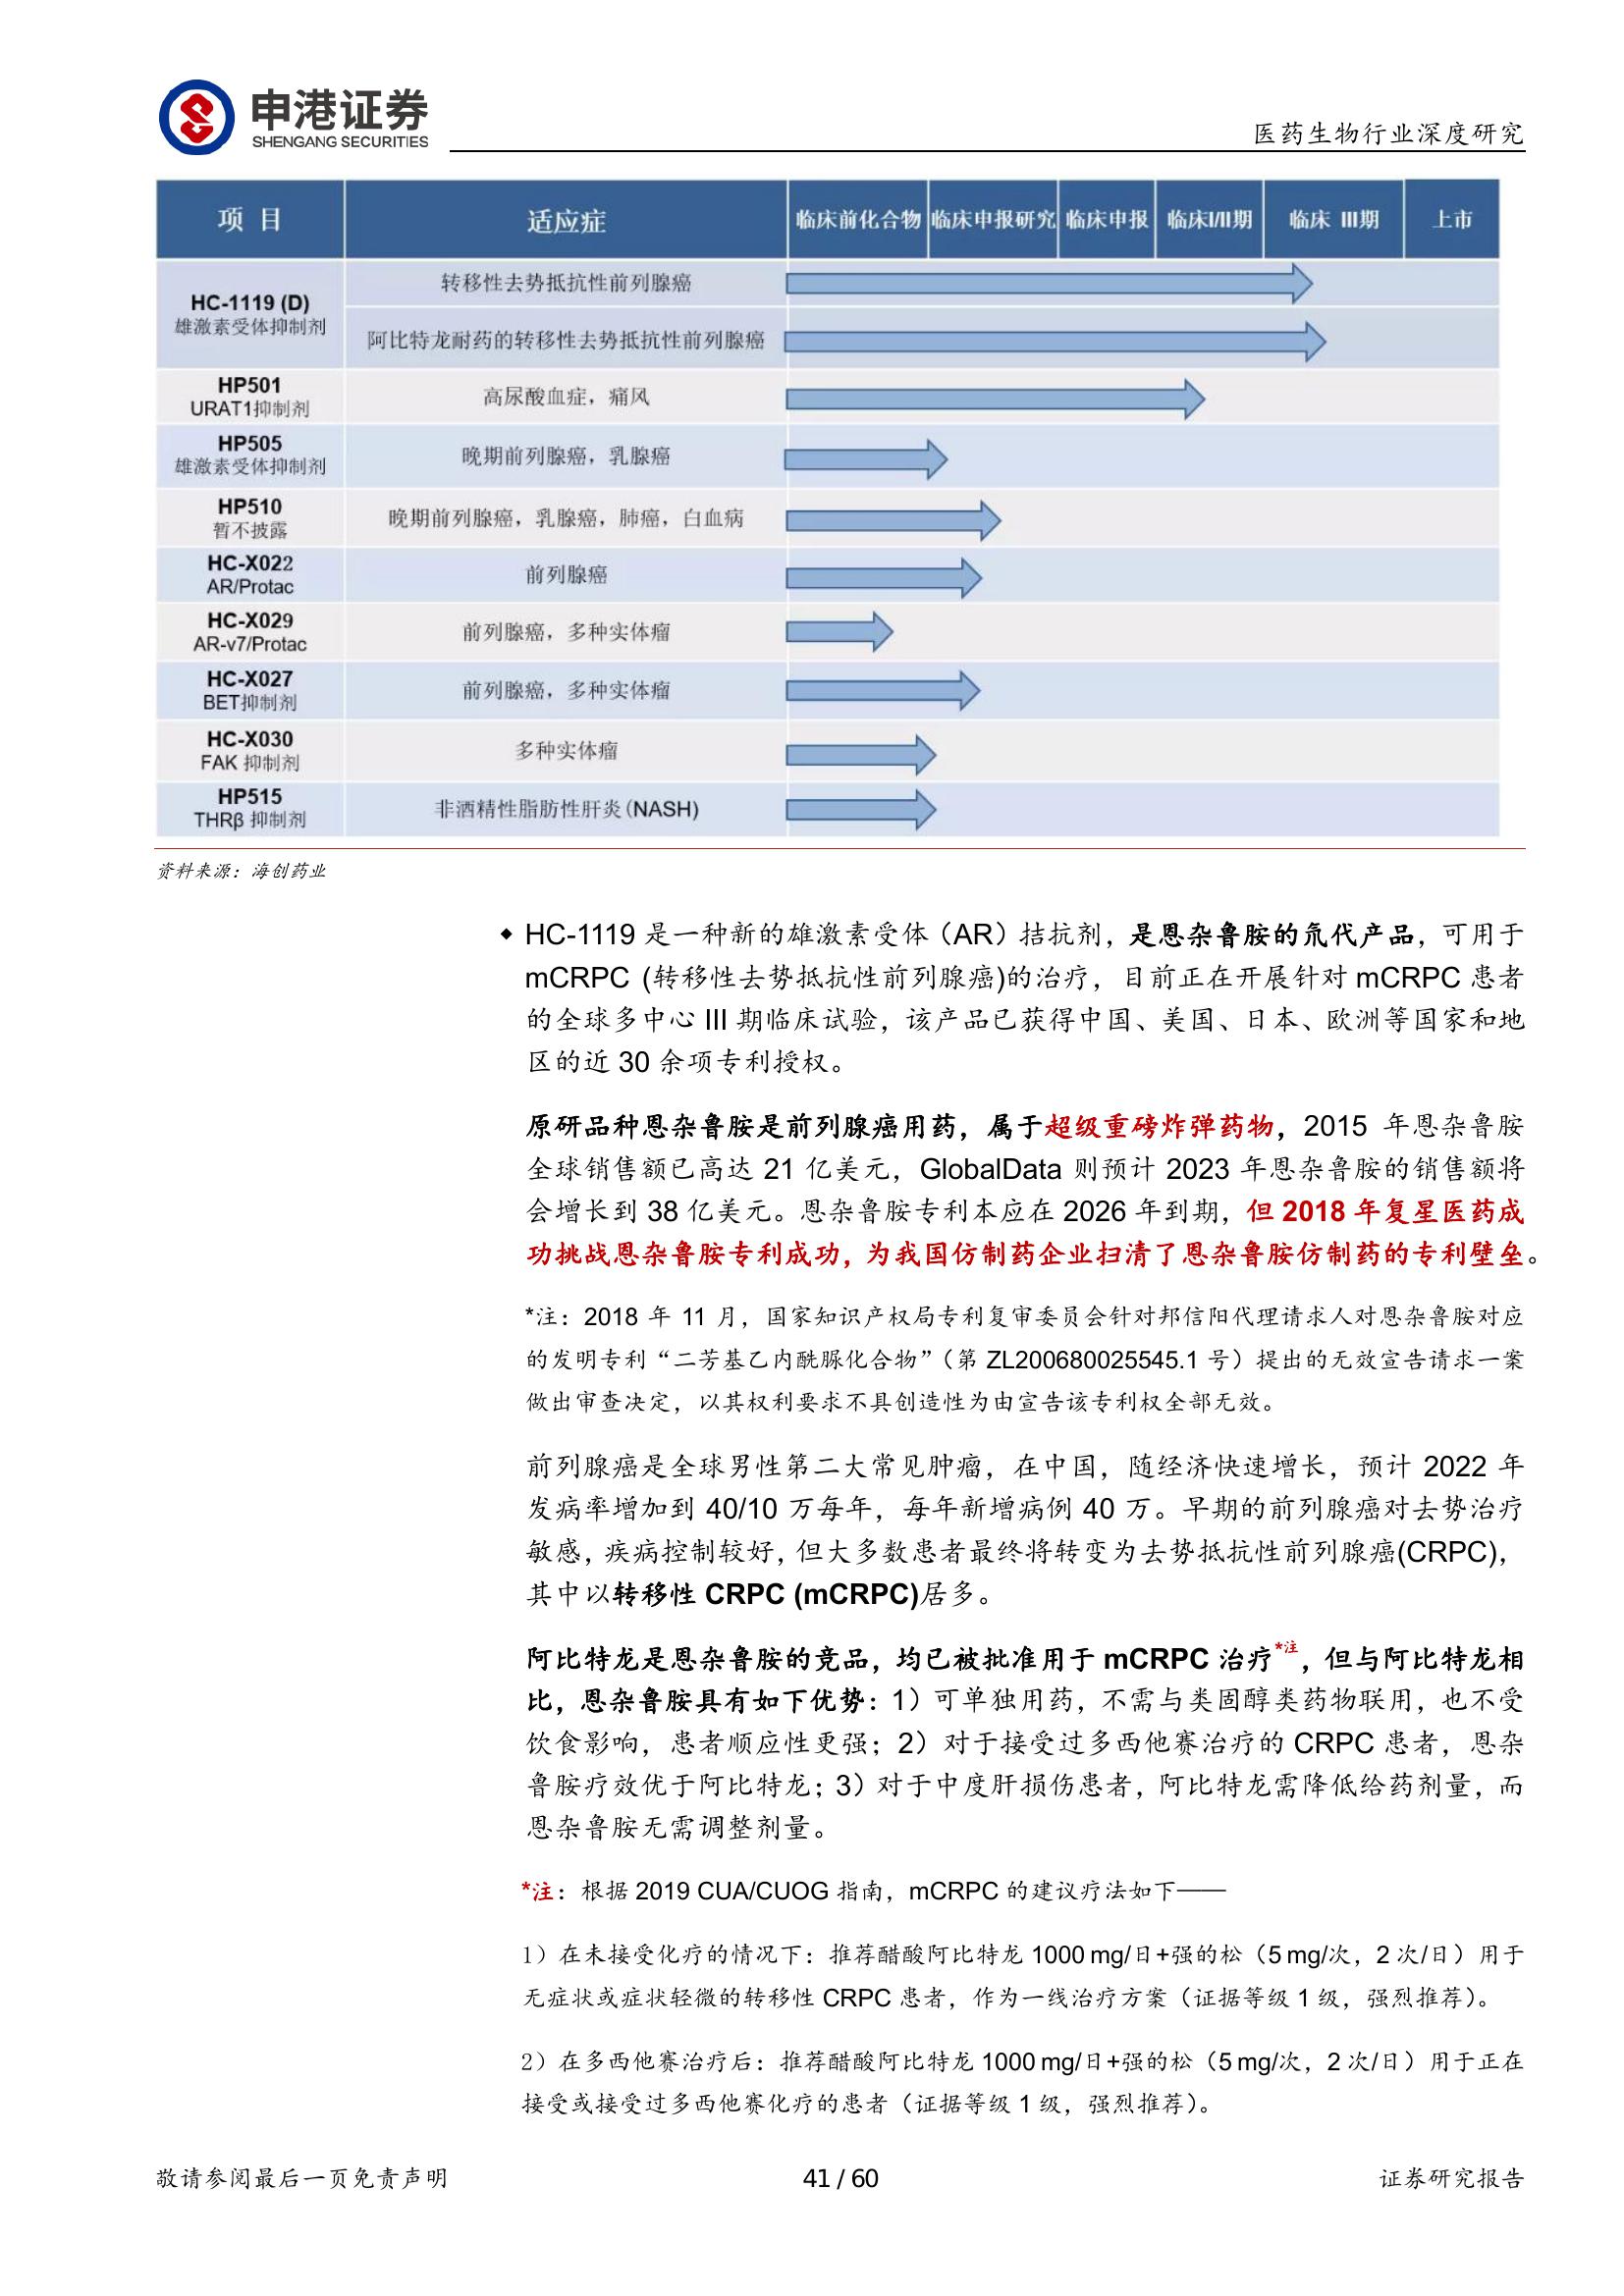 申港证券
SHENGANG SECURITIES
医药生物行业深度研究
项 目 适应症 临床前化合物 临床申报研究 临床申报 临床I/II期 临床 III期 上市
HC-1119 (D)
雄激素受体抑制剂
转移性去势抵抗性前列腺癌
阿比特龙耐药的转移性去势抵抗性前列腺癌
HP501
URAT1抑制剂
高尿酸血症，痛风
HP505
雄激素受体抑制剂
晚期前列腺癌，乳腺癌
HP510
暂不披露
晚期前列腺癌，乳腺癌，肺癌，白血病
HC-X022
AR/Protac
前列腺癌
HC-X029
AR-v7/Protac
前列腺癌，多种实体瘤
HC-X027
BET抑制剂
前列腺癌，多种实体瘤
HC-X030
FAK 抑制剂
多种实体瘤
HP515
THRβ 抑制剂
非酒精性脂肪性肝炎(NASH)
资料来源：海创药业
◆ HC-1119 是一种新的雄激素受体（AR）拮抗剂，是恩杂鲁胺的氘代产品，可用于
mCRPC (转移性去势抵抗性前列腺癌)的治疗，目前正在开展针对 mCRPC 患者
的全球多中心 III 期临床试验，该产品已获得中国、美国、日本、欧洲等国家和地
区的近 30 余项专利授权。
原研品种恩杂鲁胺是前列腺癌用药，属于超级重磅炸弹药物，2015 年恩杂鲁胺
全球销售额已高达 21 亿美元，GlobalData 则预计 2023 年恩杂鲁胺的销售额将
会增长到 38 亿美元。恩杂鲁胺专利本应在 2026 年到期，但 2018 年复星医药成
功挑战恩杂鲁胺专利成功，为我国仿制药企业扫清了恩杂鲁胺仿制药的专利壁垒。
*注：2018 年 11 月，国家知识产权局专利复审委员会针对邦信阳代理请求人对恩杂鲁胺对应
的发明专利“二芳基乙内酰脲化合物”（第 ZL200680025545.1 号）提出的无效宣告请求一案
做出审查决定，以其权利要求不具创造性为由宣告该专利权全部无效。
前列腺癌是全球男性第二大常见肿瘤，在中国，随经济快速增长，预计 2022 年
发病率增加到 40/10 万每年，每年新增病例 40 万。早期的前列腺癌对去势治疗
敏感，疾病控制较好，但大多数患者最终将转变为去势抵抗性前列腺癌(CRPC)，
其中以转移性 CRPC (mCRPC)居多。
阿比特龙是恩杂鲁胺的竞品，均已被批准用于 mCRPC 治疗*注，但与阿比特龙相
比，恩杂鲁胺具有如下优势：1）可单独用药，不需与类固醇类药物联用，也不受
饮食影响，患者顺应性更强；2）对于接受过多西他赛治疗的 CRPC 患者，恩杂
鲁胺疗效优于阿比特龙；3）对于中度肝损伤患者，阿比特龙需降低给药剂量，而
恩杂鲁胺无需调整剂量。
*注：根据 2019 CUA/CUOG 指南，mCRPC 的建议疗法如下——
1）在未接受化疗的情况下：推荐醋酸阿比特龙 1000 mg/日+强的松（5 mg/次，2 次/日）用于
无症状或症状轻微的转移性 CRPC 患者，作为一线治疗方案（证据等级 1 级，强烈推荐）。
2）在多西他赛治疗后：推荐醋酸阿比特龙 1000 mg/日+强的松（5 mg/次，2 次/日）用于正在
接受或接受过多西他赛化疗的患者（证据等级 1 级，强烈推荐）。
敬请参阅最后一页免责声明 41 / 60 证券研究报告